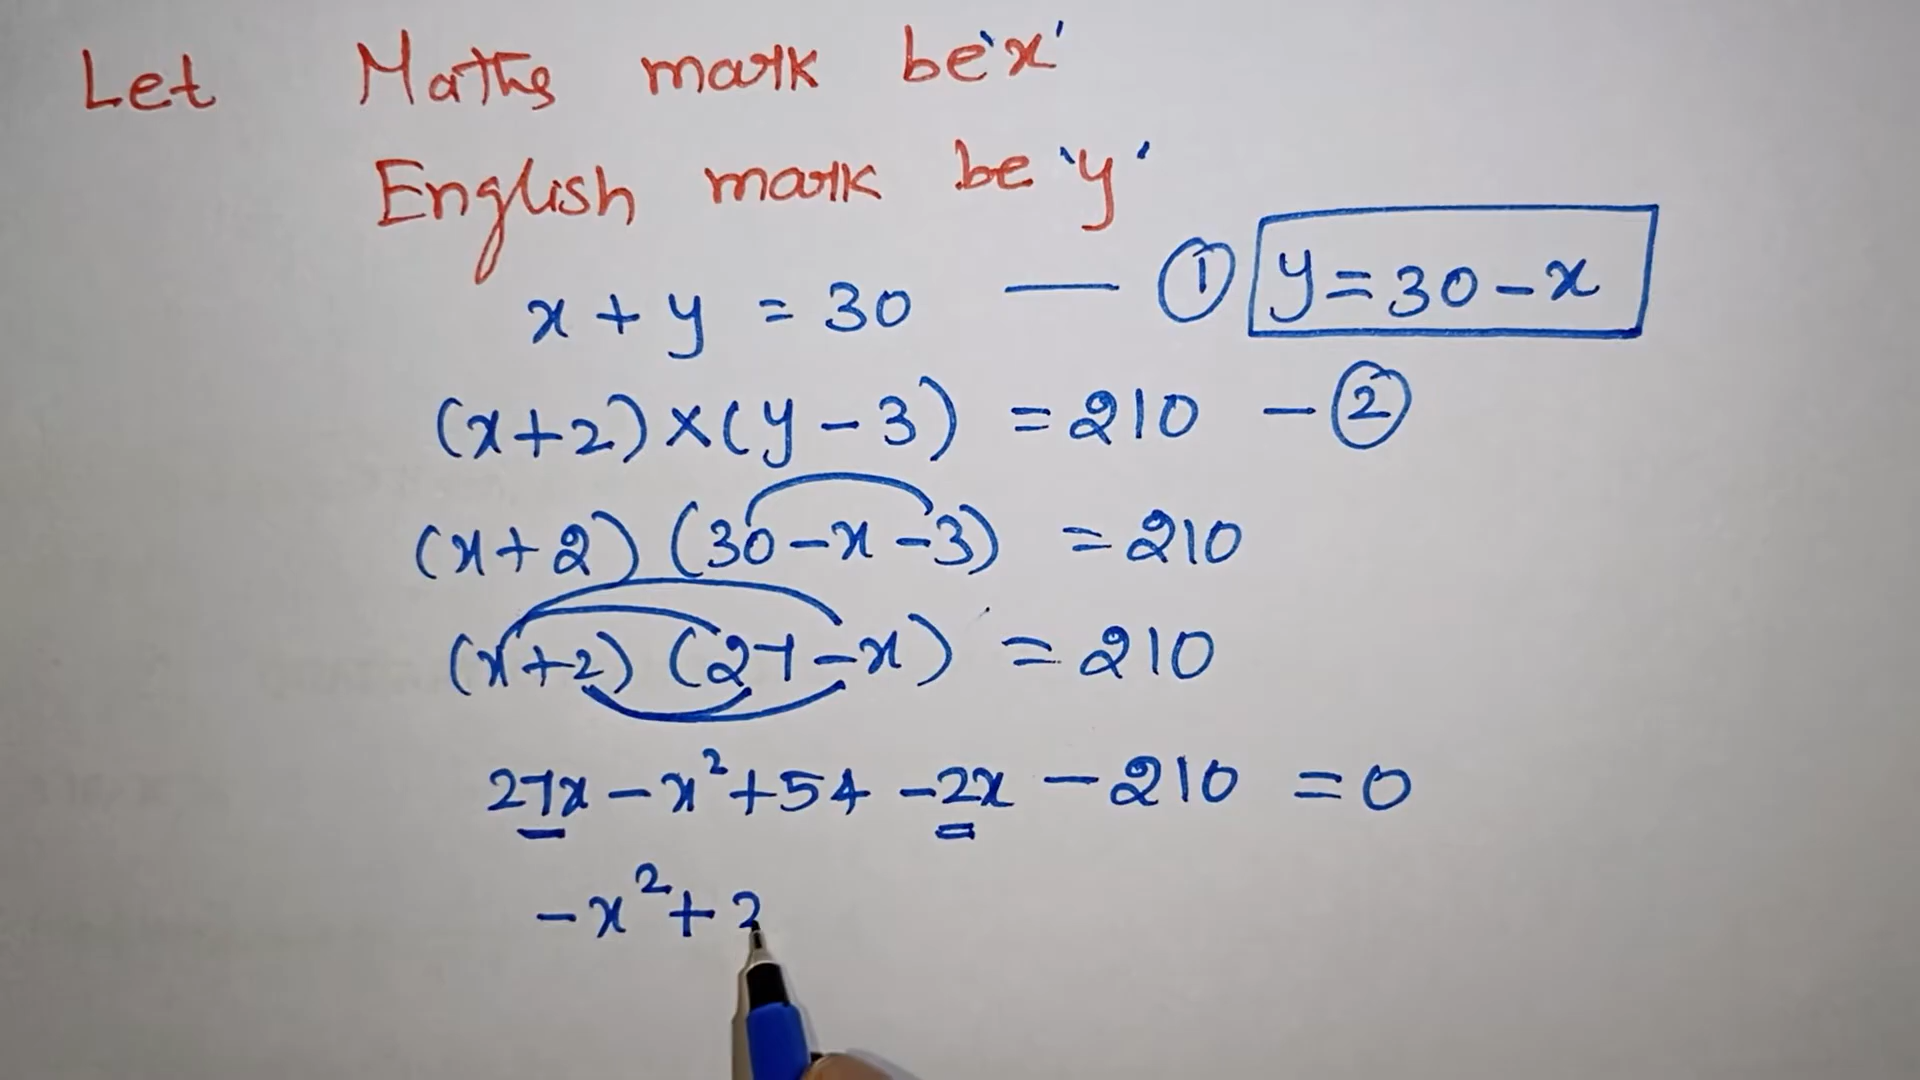 Let Maths mark be 'x'
English mark be 'y'
x + y = 30 — ① y = 30 - x
(x+2)×(y-3) = 210 - ②
(x+2) (30-x-3) = 210
(x+2) (27-x) = 210
27x - x² + 54 - 2x - 210 = 0
-x² + 2